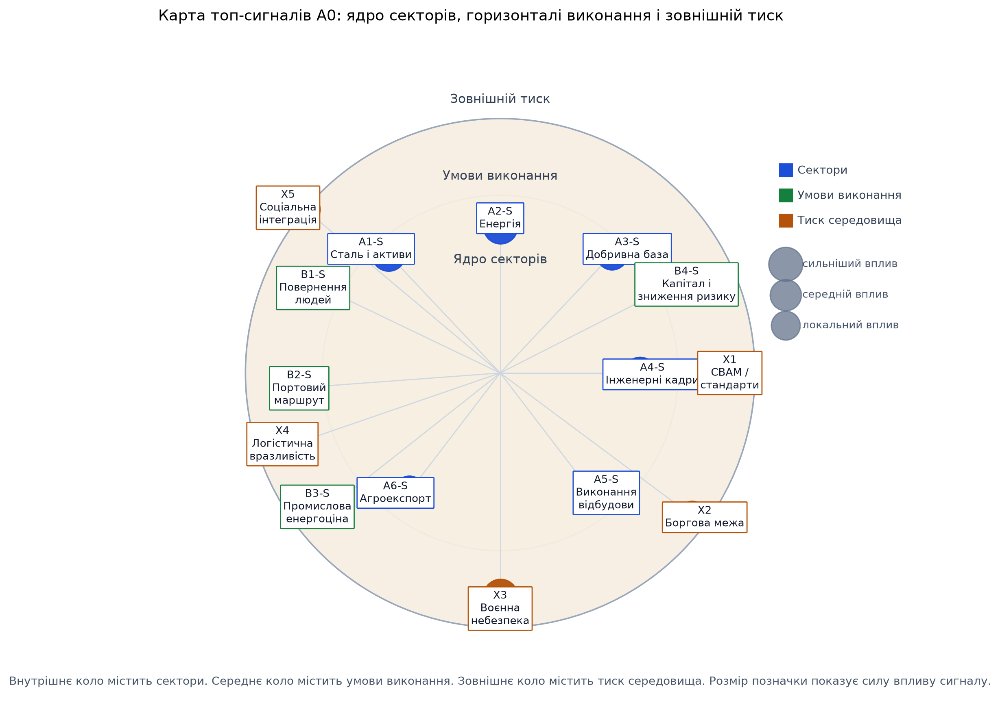 Карта топ-сигналів A0: ядро секторів, горизонталі виконання і зовнішній тиск
Зовнішній тиск
Умови виконання
Ядро секторів
X5
Соціальна
інтеграція
A1-S
Сталь і активи
A2-S
Енергія
A3-S
Добривна база
B1-S
Повернення
людей
B4-S
Капітал і
зниження ризику
B2-S
Портовий
маршрут
A4-S
Інженерні кадри
X1
CBAM /
стандарти
X4
Логістична
вразливість
B3-S
Промислова
енергоціна
A6-S
Агроекспорт
A5-S
Виконання
відбудови
X2
Боргова межа
X3
Воєнна
небезпека
Сектори
Умови виконання
Тиск середовища
сильніший вплив
середній вплив
локальний вплив
Внутрішнє коло містить сектори. Середнє коло містить умови виконання. Зовнішнє коло містить тиск середовища. Розмір позначки показує силу впливу сигналу.